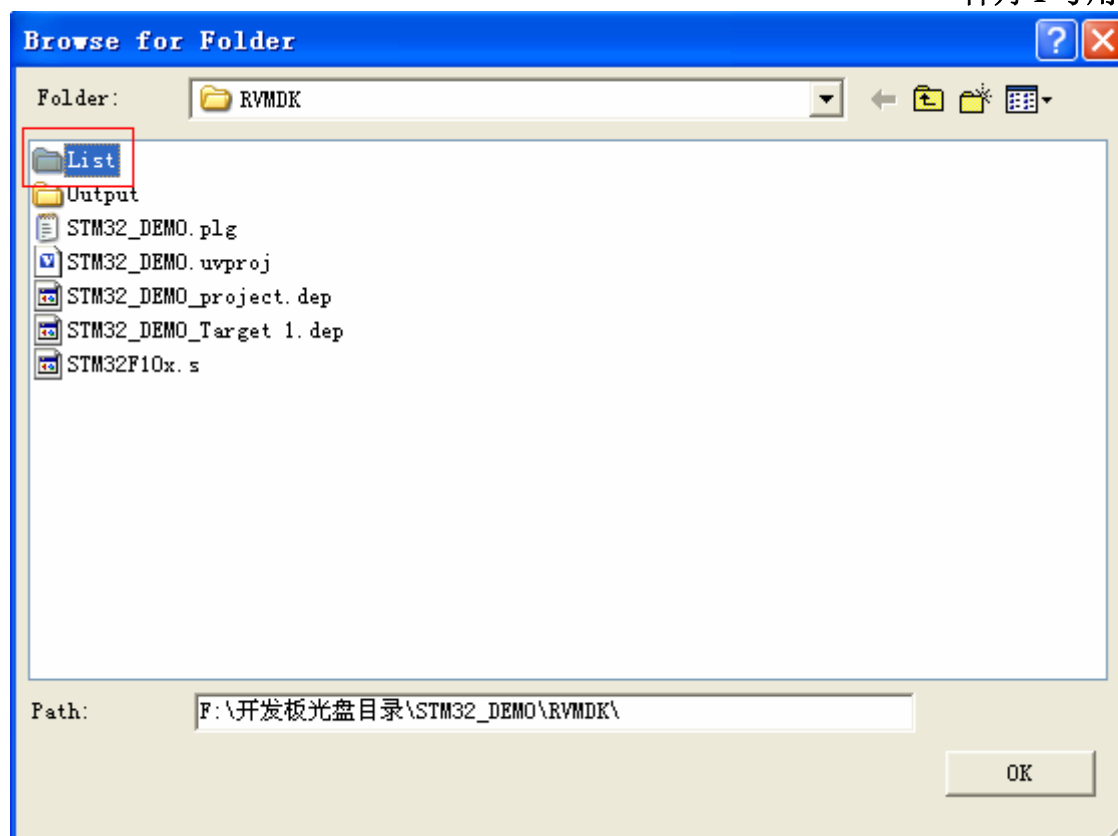 Browse for Folder
Folder:
RVMDK
List
Output
STM32_DEMO.plg
STM32_DEMO.uvproj
STM32_DEMO_project.dep
STM32_DEMO_Target 1.dep
STM32F10x.s
Path:
F:\开发板光盘目录\STM32_DEMO\RVMDK\
OK